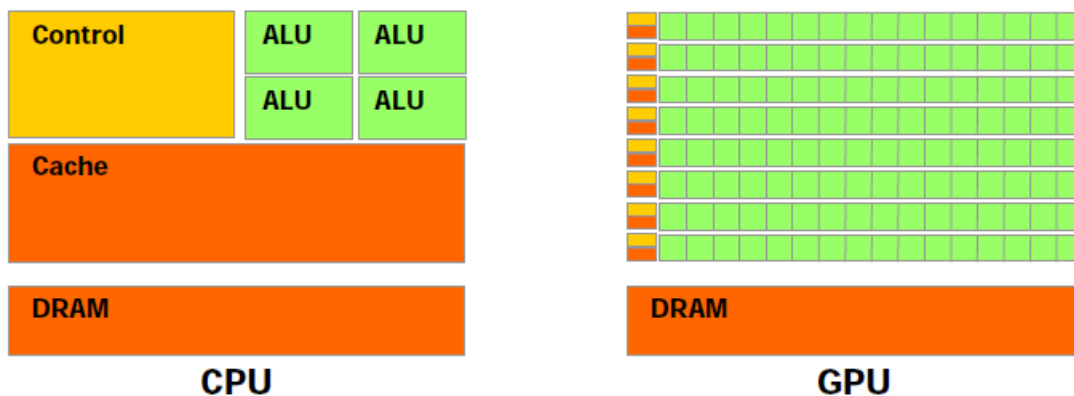 Control
ALU ALU
ALU ALU
Cache
DRAM
CPU
DRAM
GPU